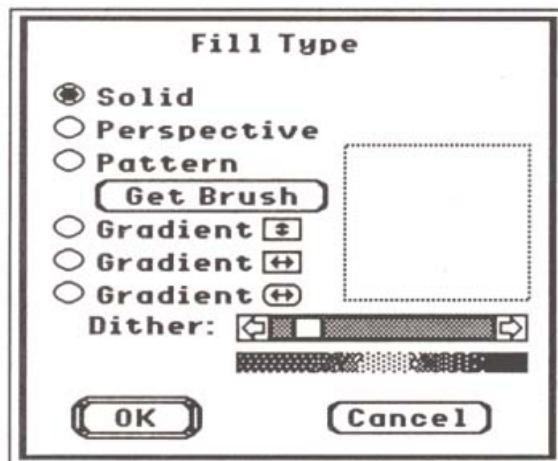 Fill Type
Solid
Perspective
Pattern
Get Brush
Gradient
Gradient
Gradient
Dither:
OK
Cancel